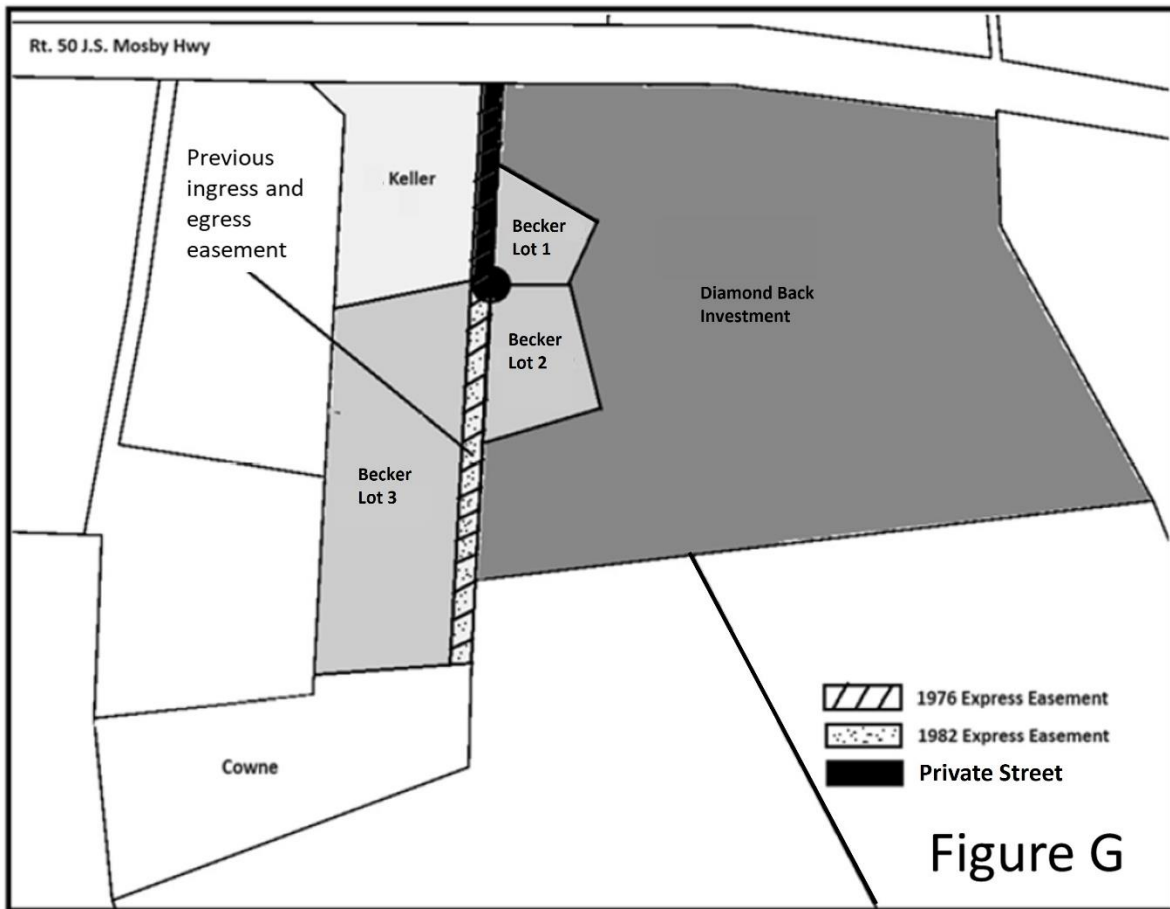 Rt. 50 J.S. Mosby Hwy
Previous
ingress and
egress
easement
Keller
Becker
Lot 1
Becker
Lot 2
Diamond Back
Investment
Becker
Lot 3
Cowne
1976 Express Easement
1982 Express Easement
Private Street
Figure G